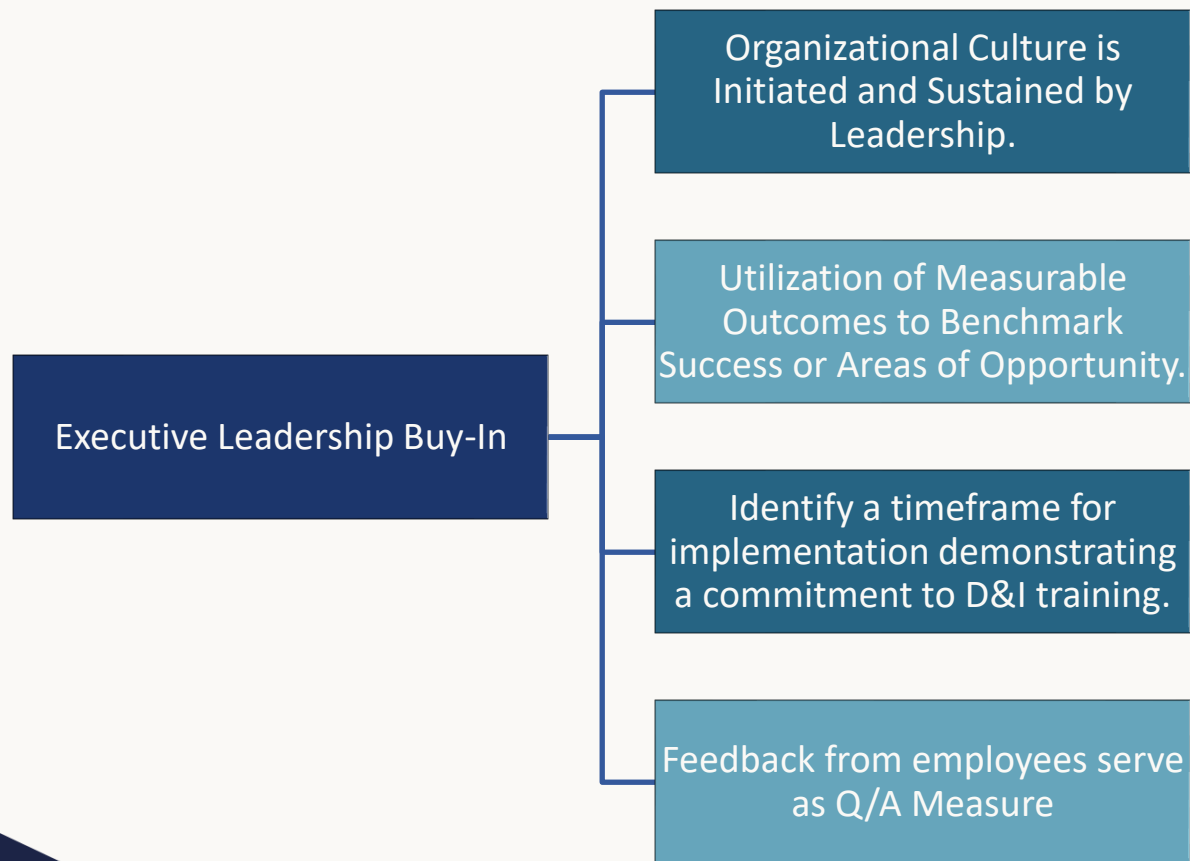 Organizational Culture is
Initiated and Sustained by
Leadership.
Utilization of Measurable
Outcomes to Benchmark
Success or Areas of Opportunity.
Executive Leadership Buy-In
Identify a timeframe for
implementation demonstrating
a commitment to D&I training.
Feedback from employees serve
as Q/A Measure